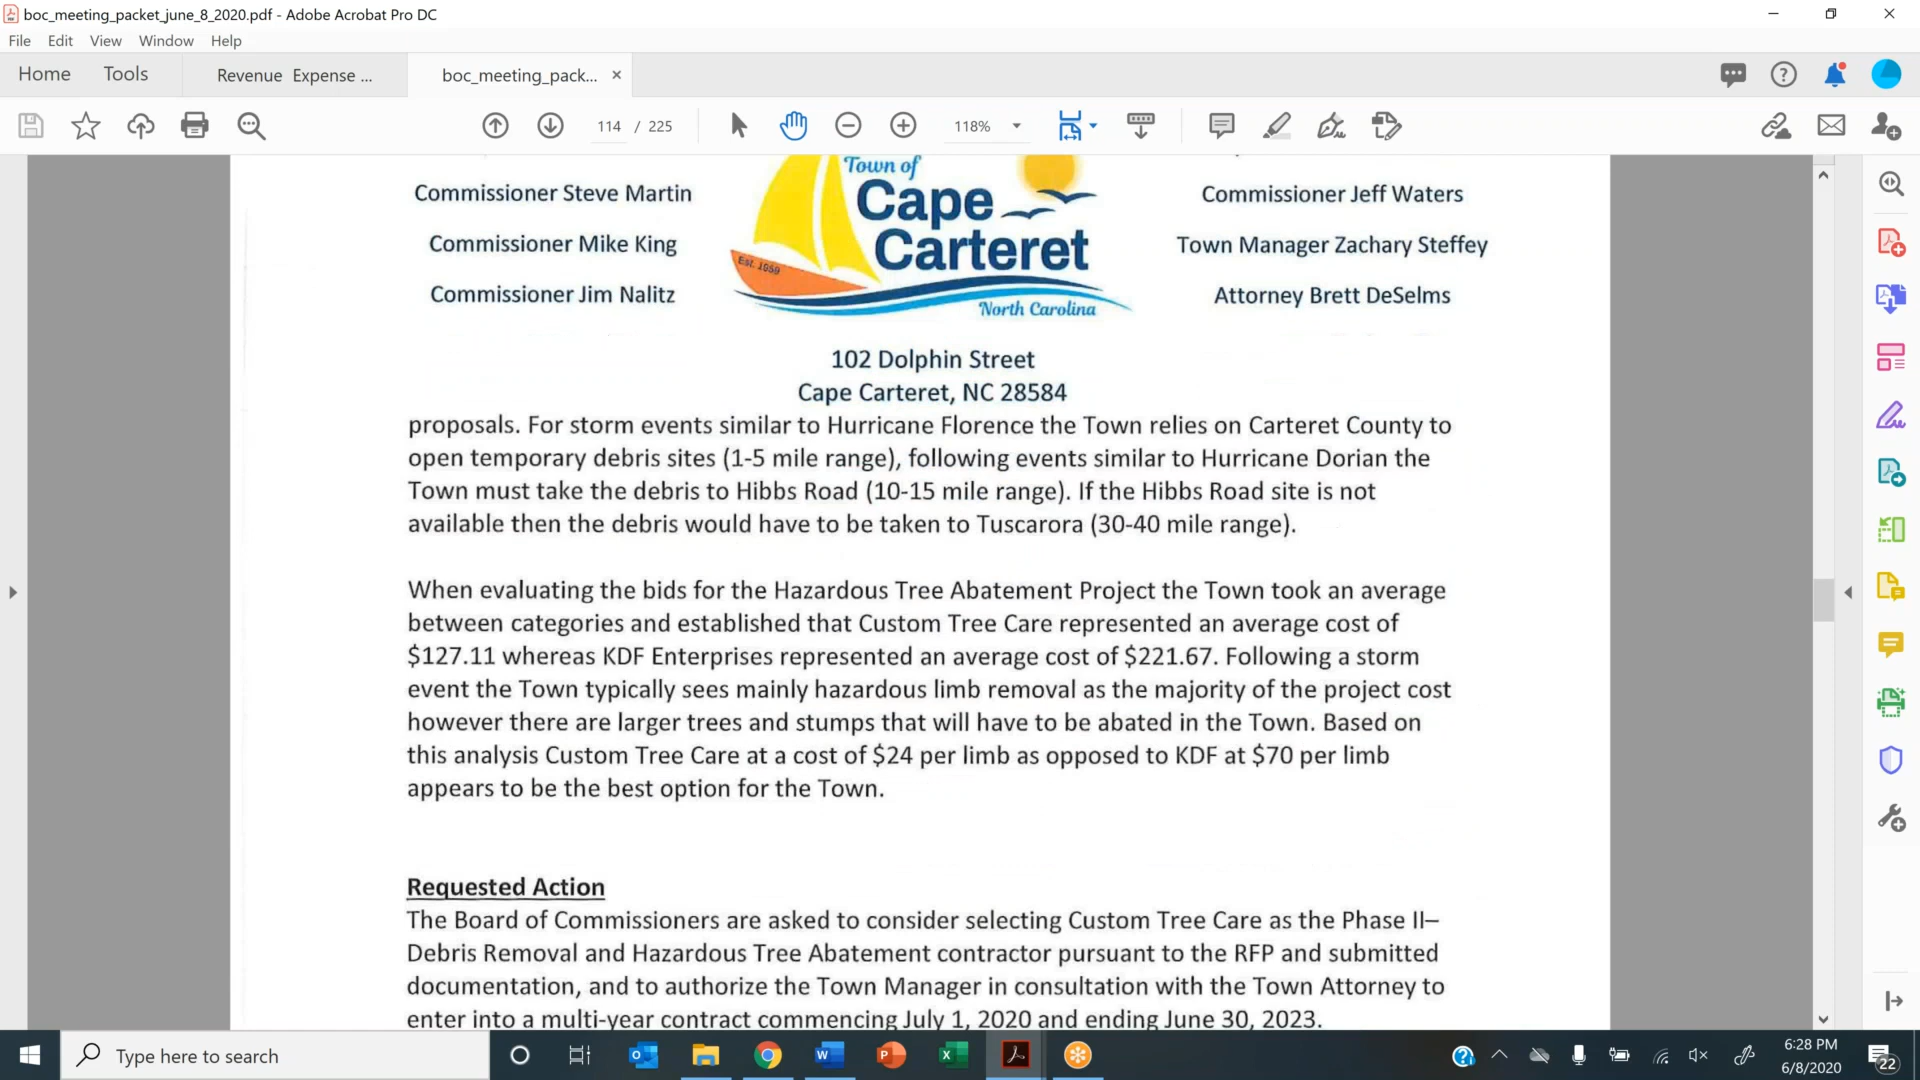 boc_meeting_packet_june_8_2020.pdf - Adobe Acrobat Pro DC
File Edit View Window Help
Home Tools Revenue Expense ... boc_meeting_pack... ×
114 / 225 118%
Commissioner Steve Martin
Commissioner Mike King
Commissioner Jim Nalitz
Town of
Cape
Carteret
Est. 1959
North Carolina
Commissioner Jeff Waters
Town Manager Zachary Steffey
Attorney Brett DeSelms
102 Dolphin Street
Cape Carteret, NC 28584
proposals. For storm events similar to Hurricane Florence the Town relies on Carteret County to
open temporary debris sites (1-5 mile range), following events similar to Hurricane Dorian the
Town must take the debris to Hibbs Road (10-15 mile range). If the Hibbs Road site is not
available then the debris would have to be taken to Tuscarora (30-40 mile range).
When evaluating the bids for the Hazardous Tree Abatement Project the Town took an average
between categories and established that Custom Tree Care represented an average cost of
$127.11 whereas KDF Enterprises represented an average cost of $221.67. Following a storm
event the Town typically sees mainly hazardous limb removal as the majority of the project cost
however there are larger trees and stumps that will have to be abated in the Town. Based on
this analysis Custom Tree Care at a cost of $24 per limb as opposed to KDF at $70 per limb
appears to be the best option for the Town.
Requested Action
The Board of Commissioners are asked to consider selecting Custom Tree Care as the Phase II–
Debris Removal and Hazardous Tree Abatement contractor pursuant to the RFP and submitted
documentation, and to authorize the Town Manager in consultation with the Town Attorney to
enter into a multi-year contract commencing July 1, 2020 and ending June 30, 2023.
Type here to search
6:28 PM
6/8/2020
22